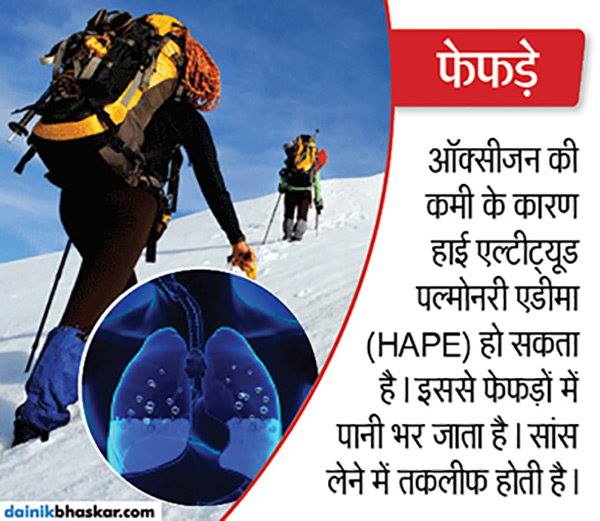 फेफड़े
ऑक्सीजन की
कमी के कारण
हाई एल्टीट्यूड
पल्मोनरी एडीमा
(HAPE) हो सकता
है। इससे फेफड़ों में
पानी भर जाता है। सांस
लेने में तकलीफ होती है।
dainikbhaskar.com